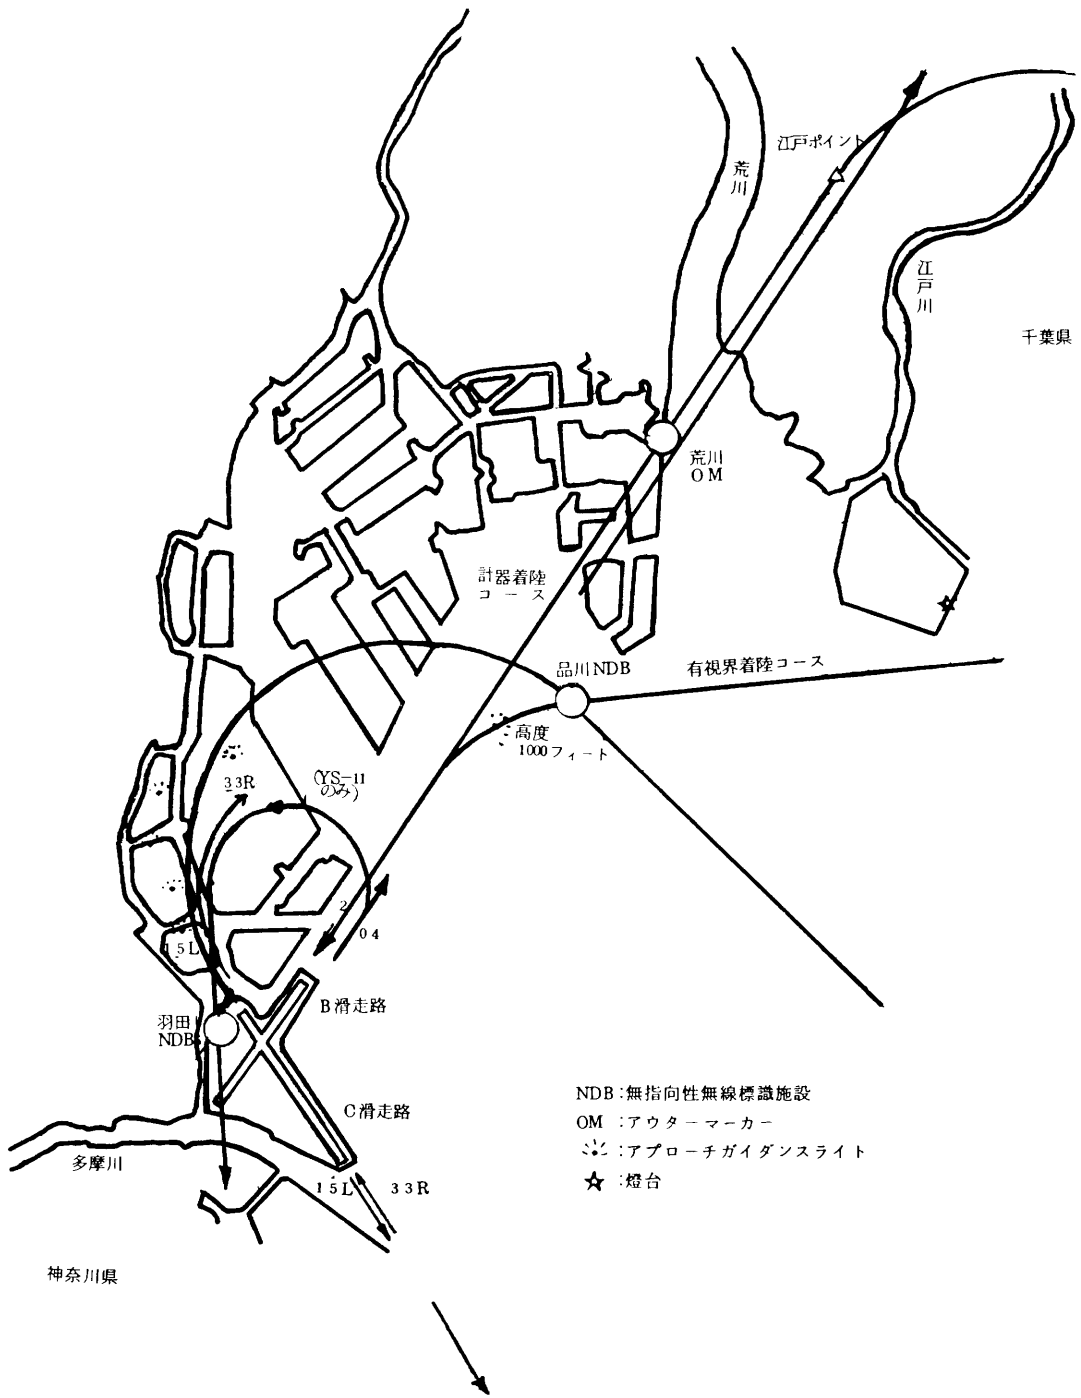 江戸ポイント
荒川
江戸川
千葉県
荒川
OM
計器着陸
コース
品川NDB
有視界着陸コース
高度
1000フィート
33R
(YS-11
のみ)
2
04
15L
B滑走路
羽田
NDB
C滑走路
多摩川
15L
33R
神奈川県
NDB:無指向性無線標識施設
OM:アウターマーカー
:アプローチガイダンスライト
:燈台